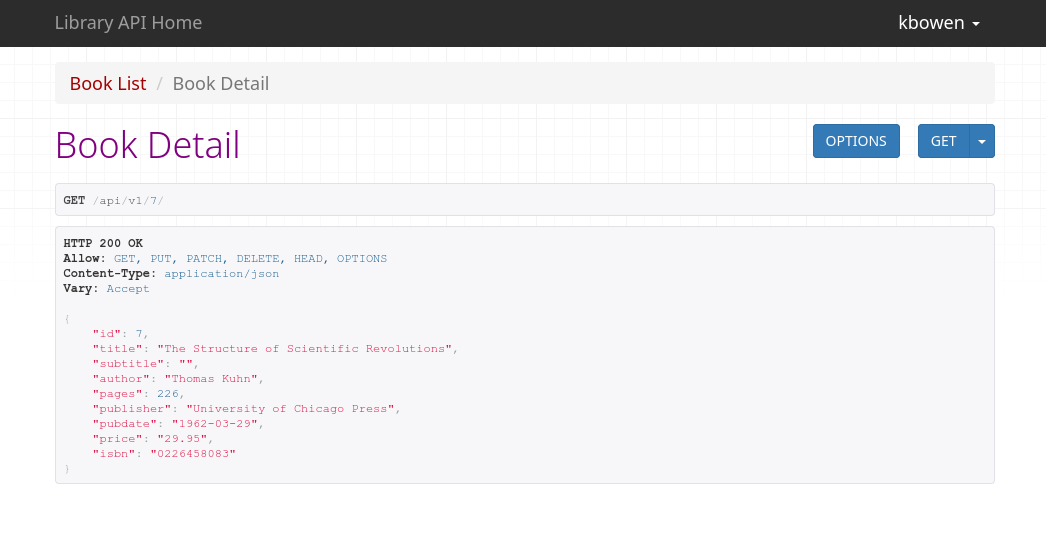 Library API Home
kbowen
Book List / Book Detail
Book Detail
OPTIONS
GET
GET /api/v1/7/
HTTP 200 OK
Allow: GET, PUT, PATCH, DELETE, HEAD, OPTIONS
Content-Type: application/json
Vary: Accept
{
    "id": 7,
    "title": "The Structure of Scientific Revolutions",
    "subtitle": "",
    "author": "Thomas Kuhn",
    "pages": 226,
    "publisher": "University of Chicago Press",
    "pubdate": "1962-03-29",
    "price": "29.95",
    "isbn": "0226458083"
}